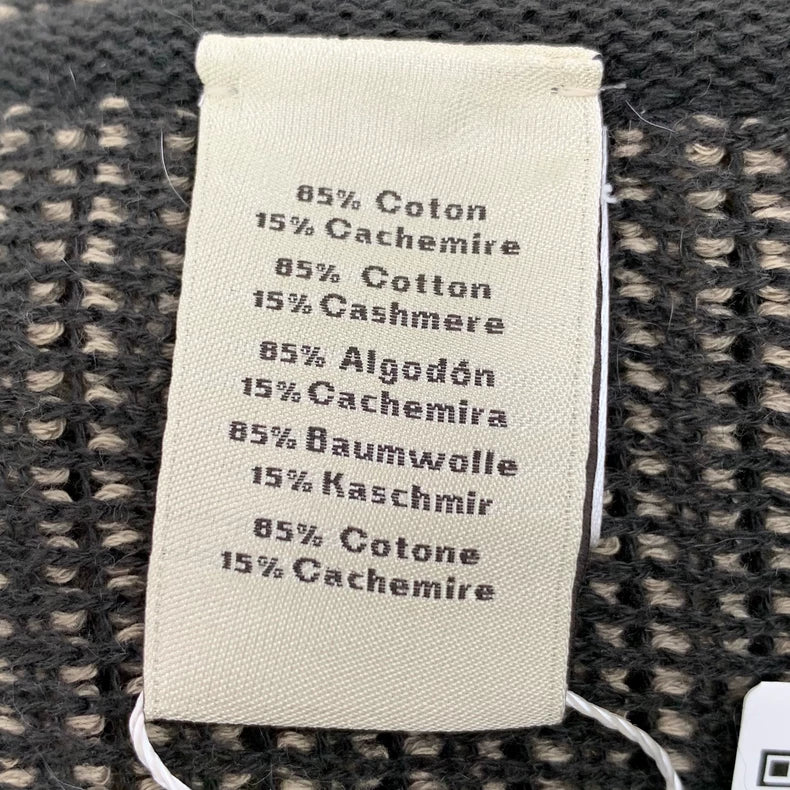 85% Coton
15% Cachemire
85% Cotton
15% Cashmere
85% Algodón
15% Cachemira
85% Baumwolle
15% Kaschmir
85% Cotone
15% Cachemire